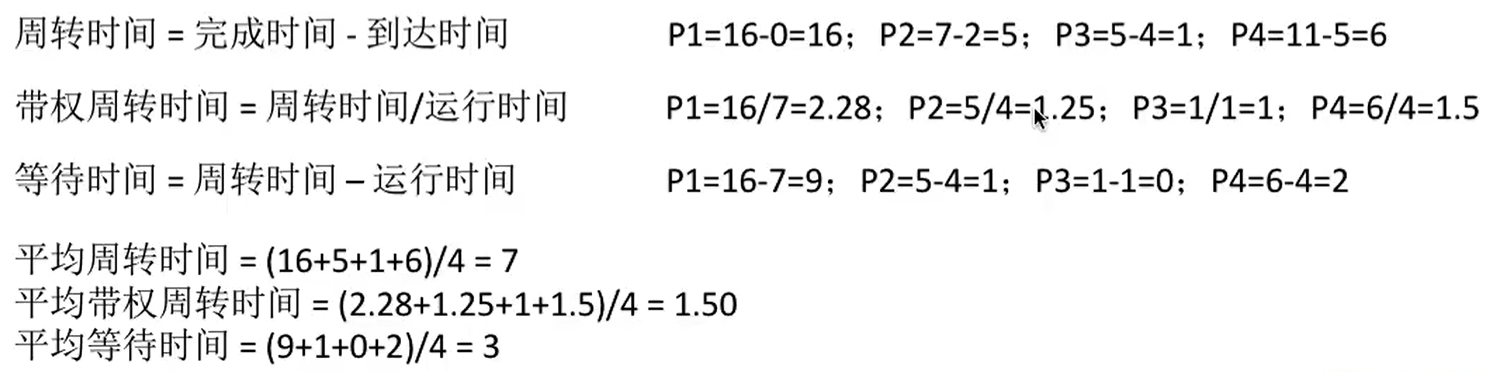 周转时间 = 完成时间 - 到达时间 P1=16-0=16；P2=7-2=5；P3=5-4=1；P4=11-5=6
带权周转时间 = 周转时间/运行时间 P1=16/7=2.28；P2=5/4=1.25；P3=1/1=1；P4=6/4=1.5
等待时间 = 周转时间 – 运行时间 P1=16-7=9；P2=5-4=1；P3=1-1=0；P4=6-4=2
平均周转时间 = (16+5+1+6)/4 = 7
平均带权周转时间 = (2.28+1.25+1+1.5)/4 = 1.50
平均等待时间 = (9+1+0+2)/4 = 3